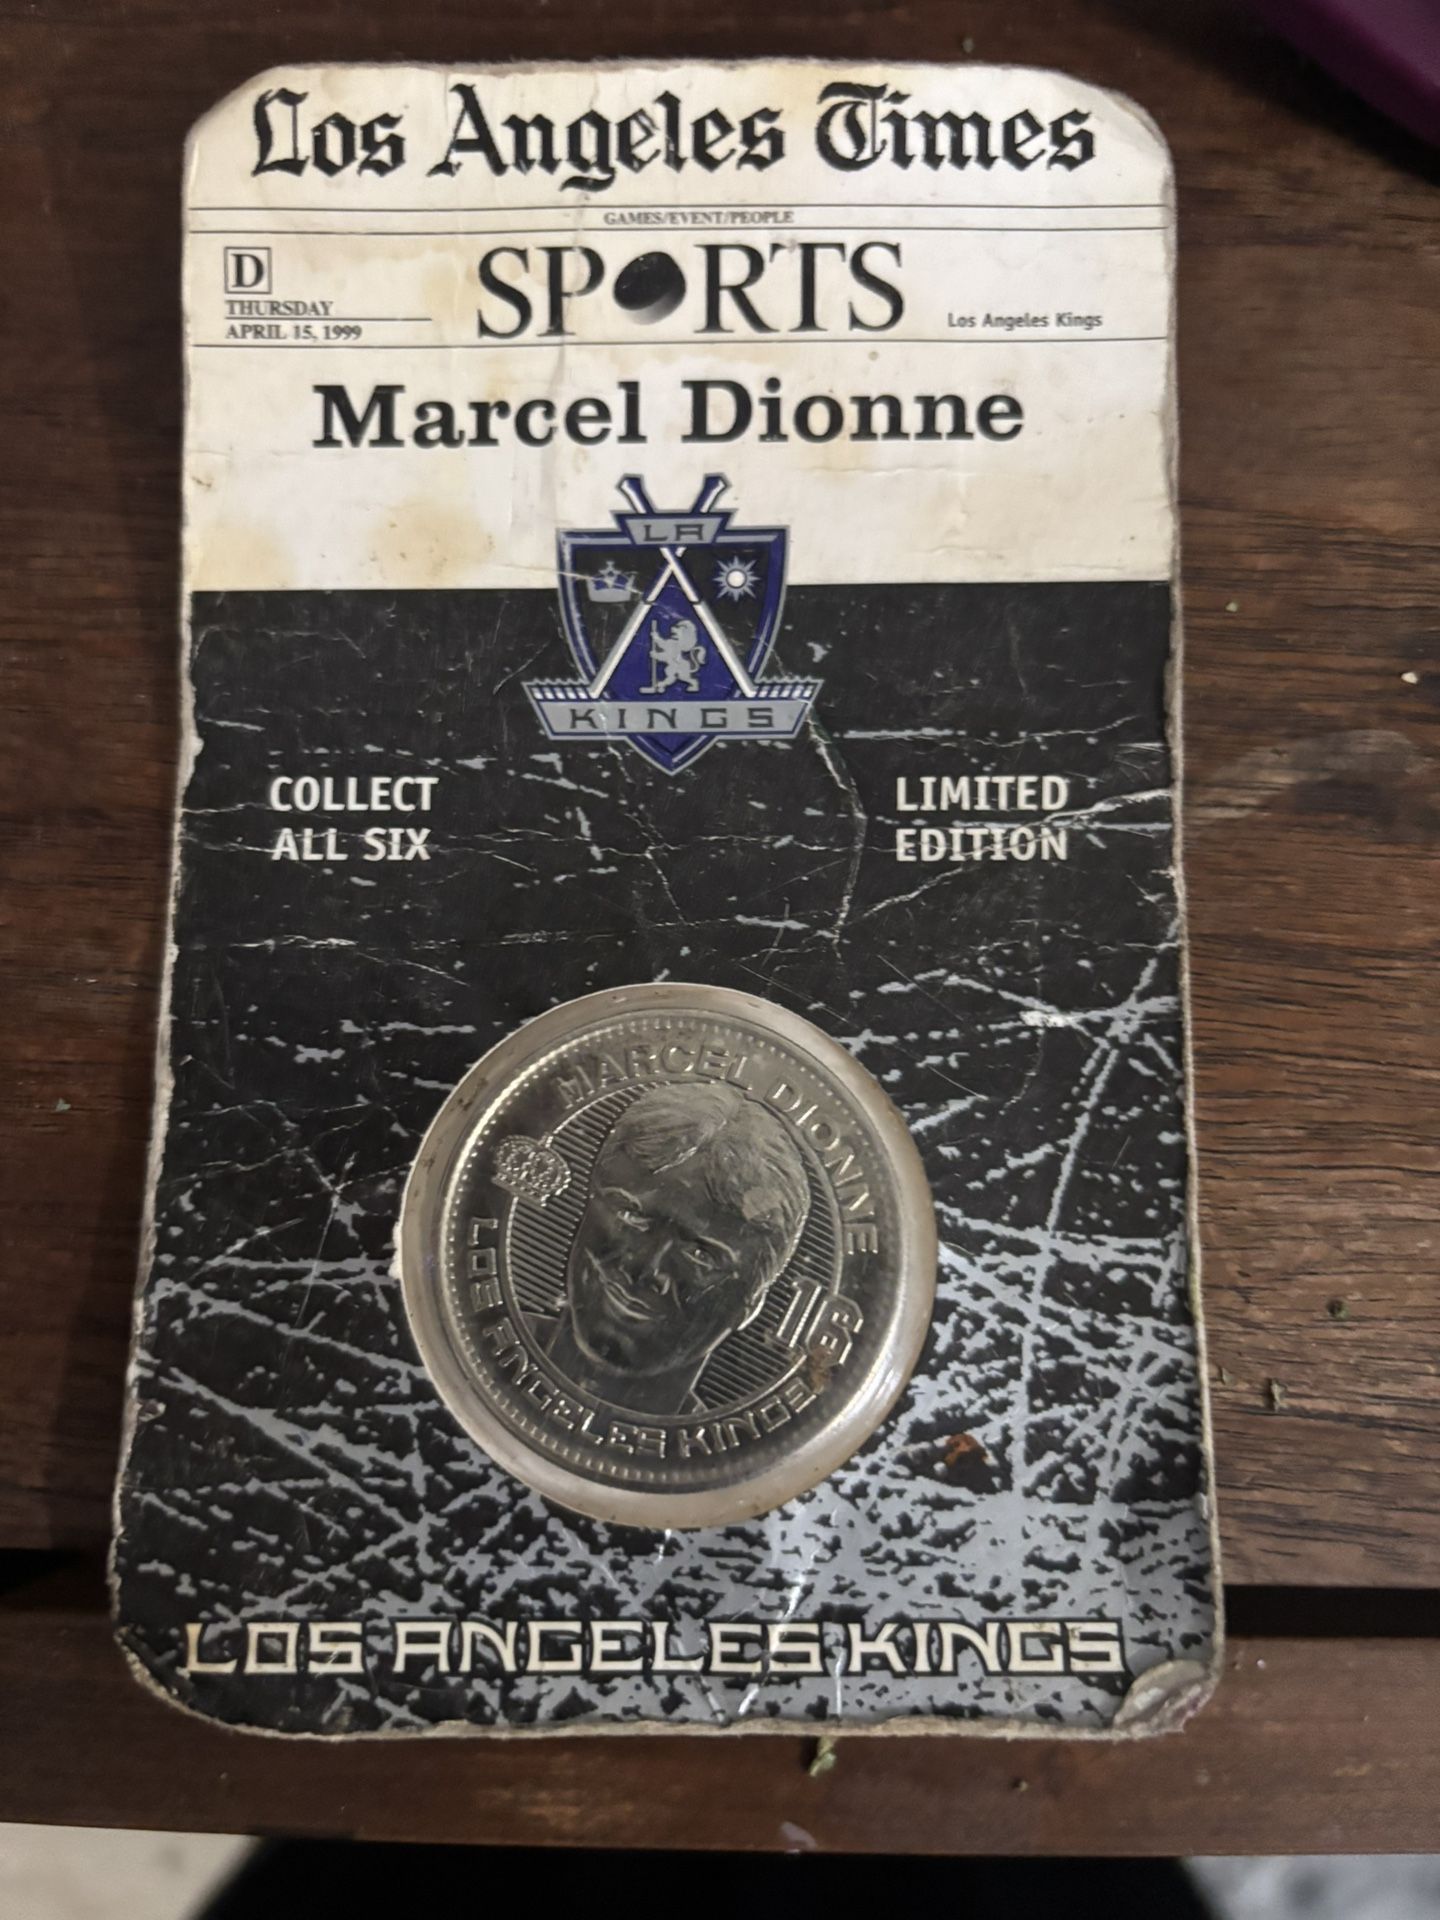 Los Angeles Times
GAMES/EVENT/PEOPLE
D
SPORTS
THURSDAY
APRIL 15, 1999
Los Angeles Kings
Marcel Dionne
LA
KINGS
COLLECT
ALL SIX
LIMITED
EDITION
MARCEL DIONNE
16
LOS ANGELES KINGS
LOS ANGELES KINGS